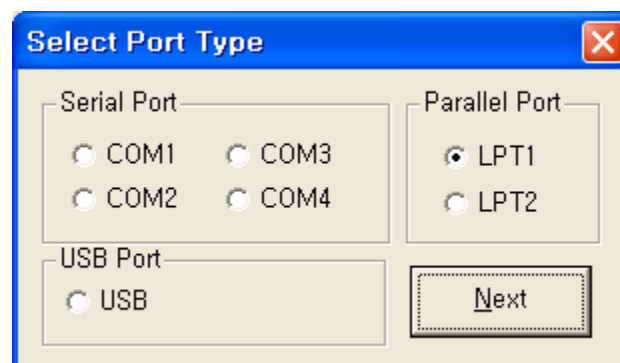 Select Port Type
Serial Port
COM1 COM3
COM2 COM4
Parallel Port
LPT1
LPT2
USB Port
USB
Next